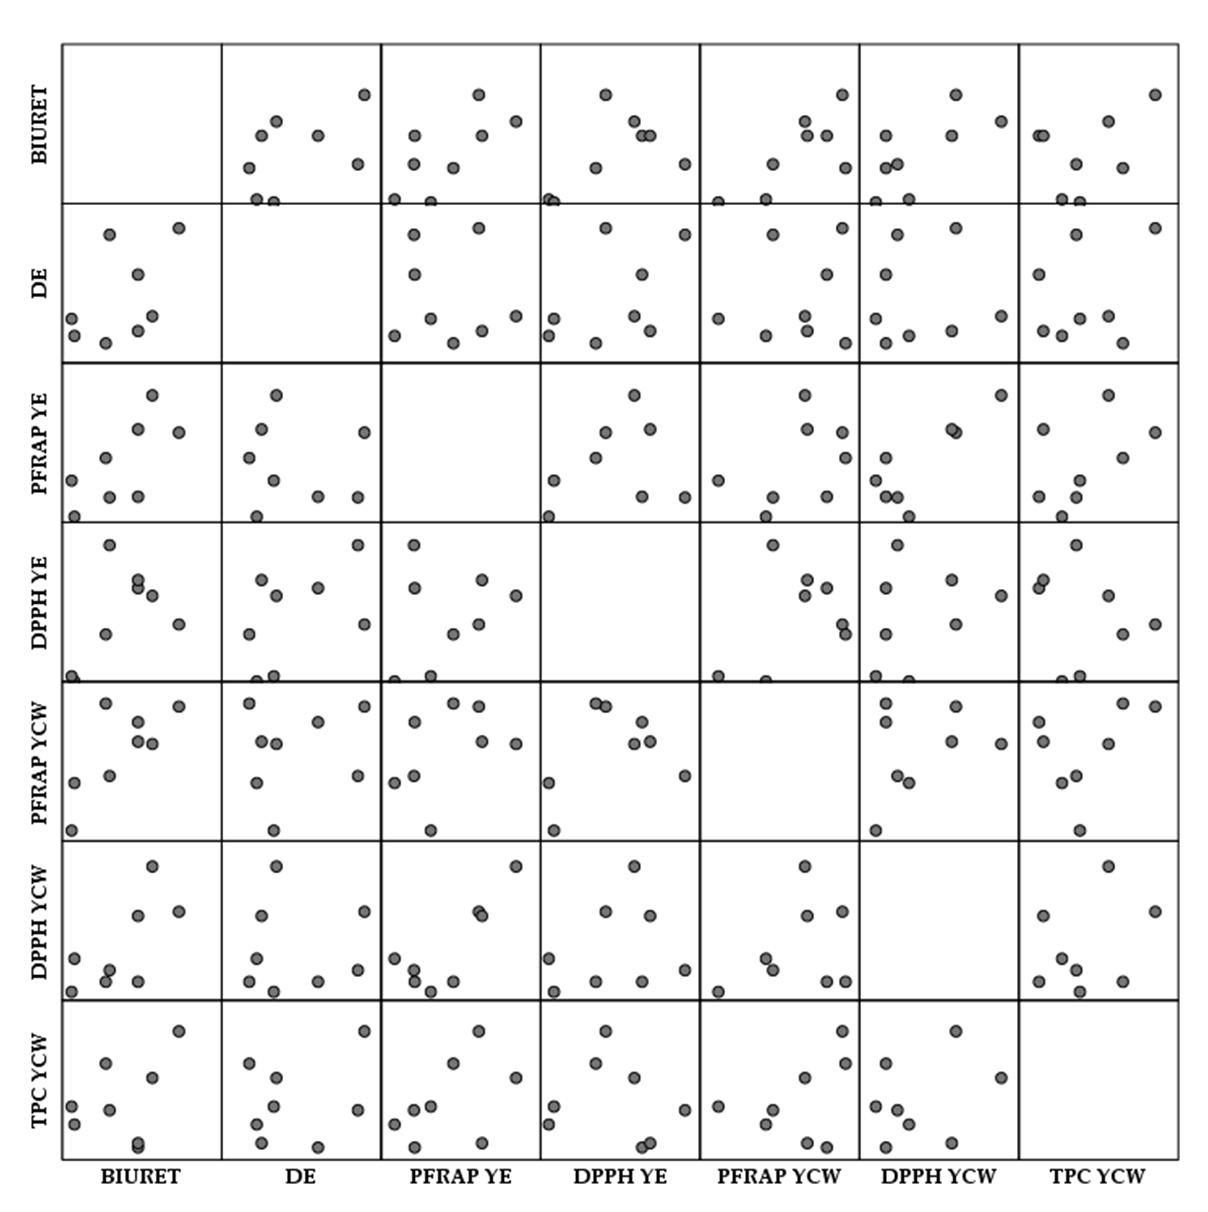 BIURET
DE
PFRAP YE
DPPH YE
PFRAP YCW
DPPH YCW
TPC YCW
BIURET DE PFRAP YE DPPH YE PFRAP YCW DPPH YCW TPC YCW